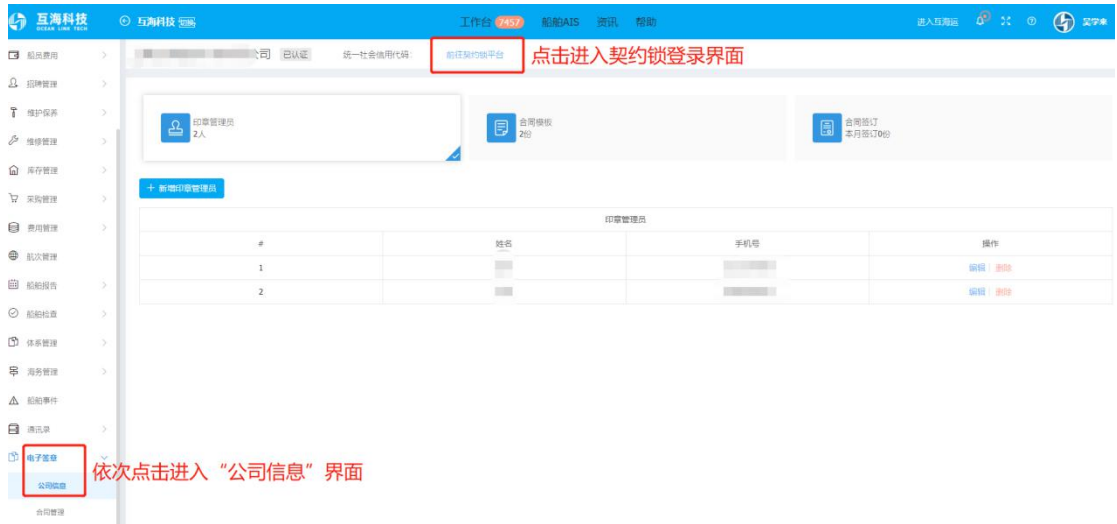 互海科技
OCEAN LINK TECH
互海科技 切换
工作台 7457 船舶AIS 资讯 帮助
进入互海运
船员费用
招聘管理
维护保养
维修管理
库存管理
采购管理
费用管理
航次管理
船舶报告
船舶检查
体系管理
海务管理
船舶事件
通讯录
电子签章
公司信息
合同管理
公司 已认证 统一社会信用代码: 前往契约锁平台
点击进入契约锁登录界面
印章管理员
2人
合同模板
2份
合同签订
本月签订0份
+ 新增印章管理员
印章管理员
# 姓名 手机号 操作
1 编辑 删除
2 编辑 删除
依次点击进入“公司信息”界面